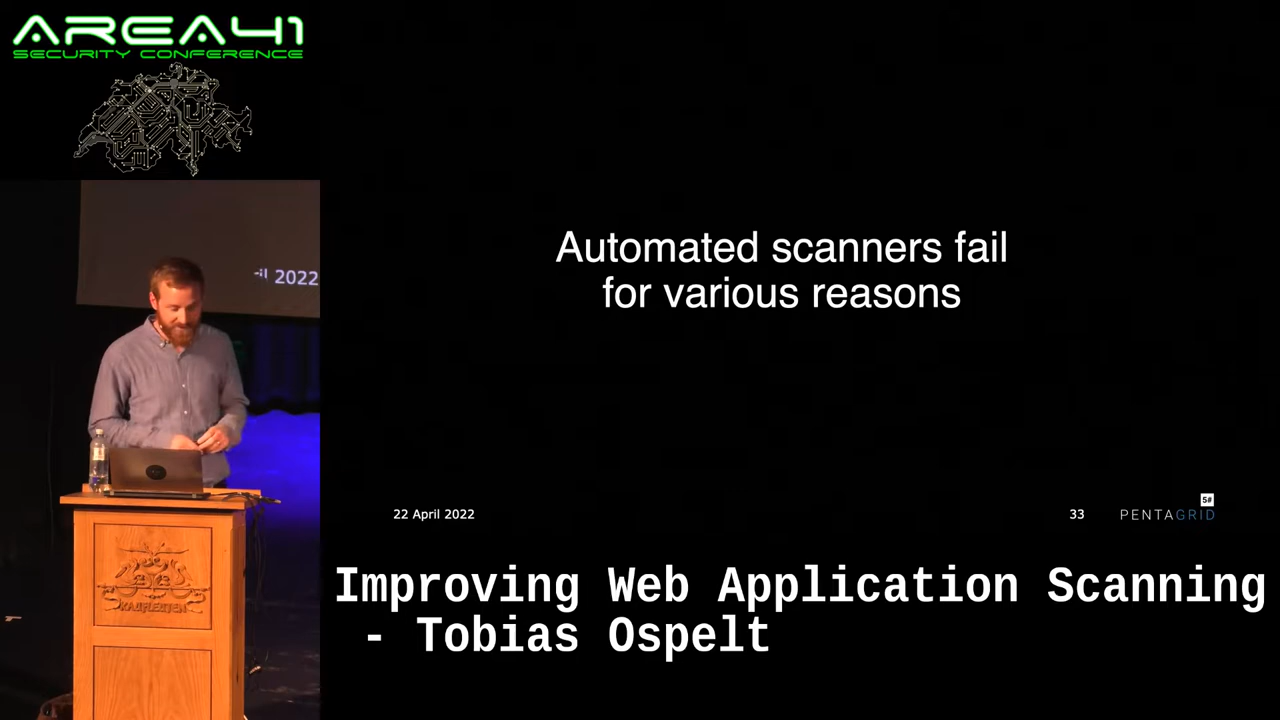 AREA41
SECURITY CONFERENCE
il 2022
Automated scanners fail
for various reasons
22 April 2022
33
5#
PENTAGRID
KAUFLEUTEN
Improving Web Application Scanning
- Tobias Ospelt